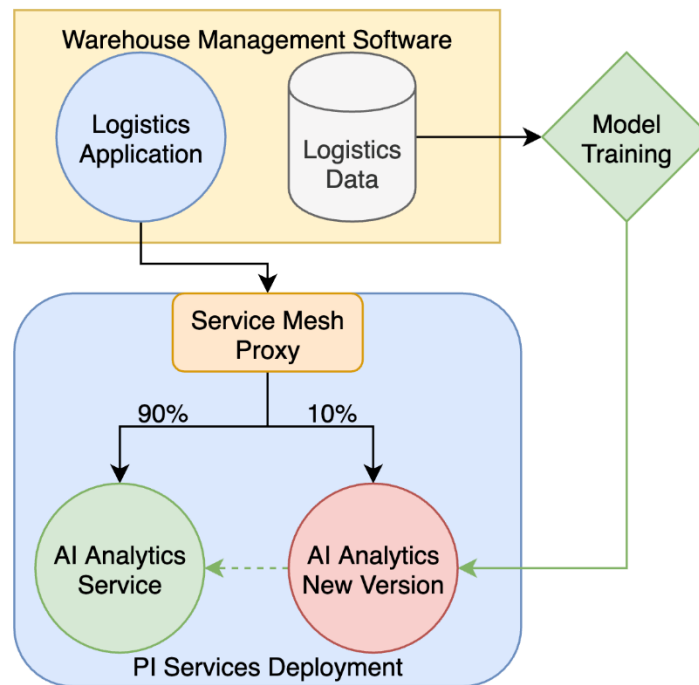 Warehouse Management Software
Logistics
Application
Logistics
Data
Model
Training
Service Mesh
Proxy
90%
10%
AI Analytics
Service
AI Analytics
New Version
PI Services Deployment